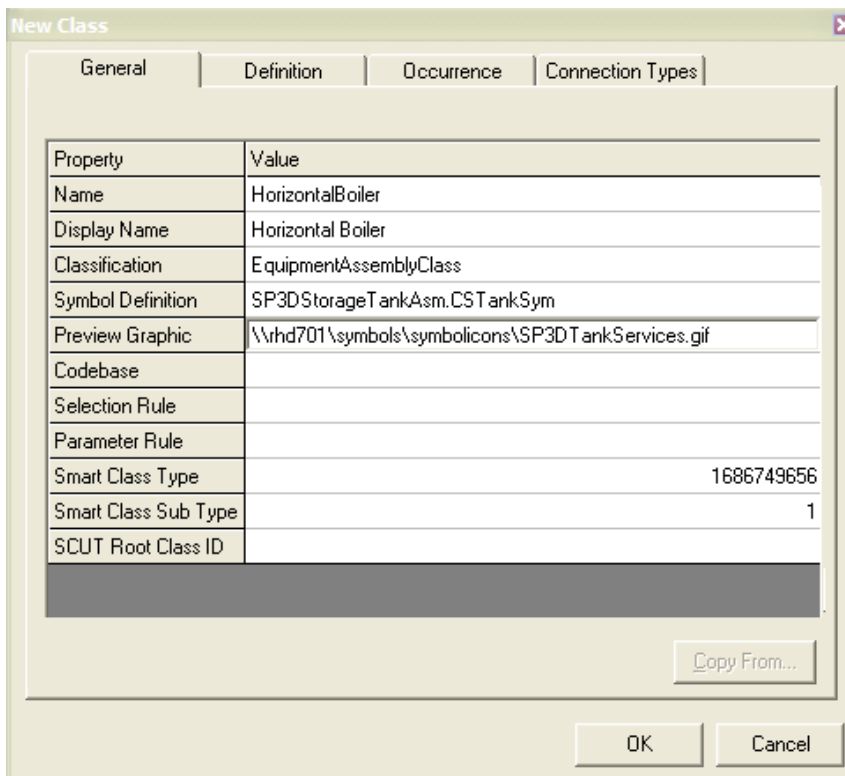 New Class
General Definition Occurrence Connection Types
Property Value
Name HorizontalBoiler
Display Name Horizontal Boiler
Classification EquipmentAssemblyClass
Symbol Definition SP3DStorageTankAsm.CSTankSym
Preview Graphic \\rhd701\symbols\symbolicons\SP3DTankServices.gif
Codebase
Selection Rule
Parameter Rule
Smart Class Type 1686749656
Smart Class Sub Type 1
SCUT Root Class ID
Copy From...
OK Cancel